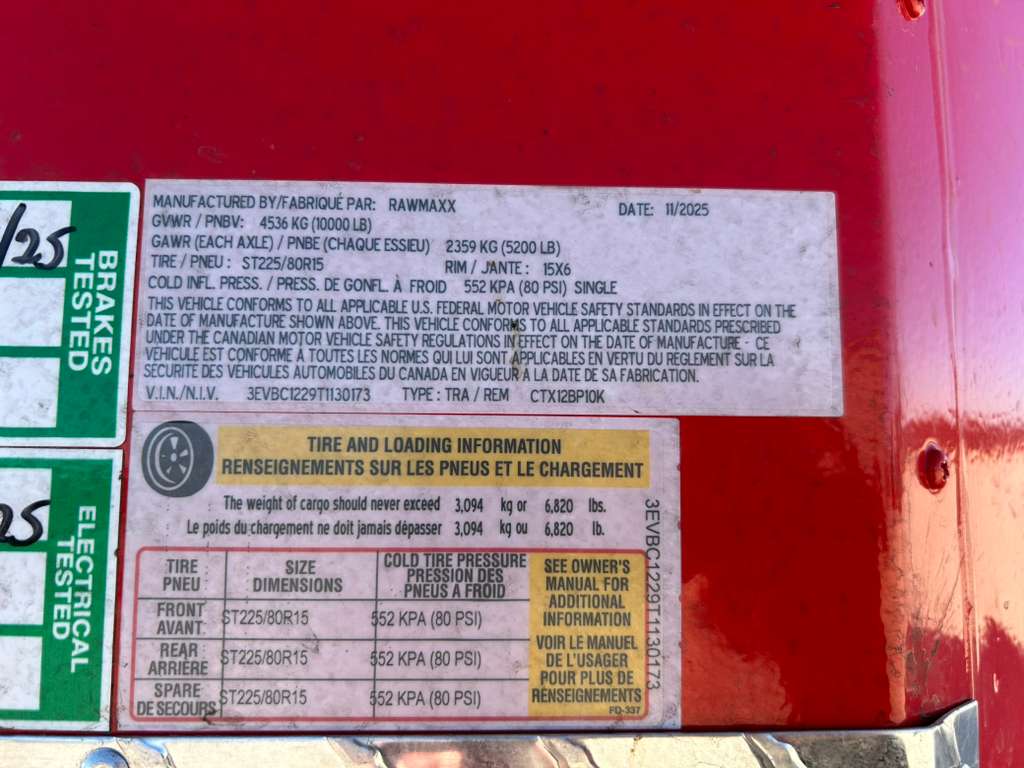 MANUFACTURED BY/FABRIQUÉ PAR: RAWMAXX DATE: 11/2025
GVWR / PNBV: 4536 KG (10000 LB)
GAWR (EACH AXLE) / PNBE (CHAQUE ESSIEU) 2359 KG (5200 LB)
TIRE / PNEU : ST225/80R15 RIM / JANTE : 15X6
COLD INFL. PRESS. / PRESS. DE GONFL. À FROID 552 KPA (80 PSI) SINGLE
THIS VEHICLE CONFORMS TO ALL APPLICABLE U.S. FEDERAL MOTOR VEHICLE SAFETY STANDARDS IN EFFECT ON THE
DATE OF MANUFACTURE SHOWN ABOVE. THIS VEHICLE CONFORMS TO ALL APPLICABLE STANDARDS PRESCRIBED
UNDER THE CANADIAN MOTOR VEHICLE SAFETY REGULATIONS IN EFFECT ON THE DATE OF MANUFACTURE - CE
VÉHICULE EST CONFORME À TOUTES LES NORMES QUI LUI SONT APPLICABLES EN VERTU DU REGLEMENT SUR LA
SÉCURITÉ DES VÉHICULES AUTOMOBILES DU CANADA EN VIGUEUR À LA DATE DE SA FABRICATION.
V.I.N./N.I.V. 3EVBC1229T1130173 TYPE : TRA / REM CTX12BP10K
/25
BRAKES
TESTED
25
ELECTRICAL
TESTED
TIRE AND LOADING INFORMATION
RENSEIGNEMENTS SUR LES PNEUS ET LE CHARGEMENT
The weight of cargo should never exceed 3,094 kg or 6,820 lbs.
Le poids du chargement ne doit jamais dépasser 3,094 kg ou 6,820 lb.
TIRE
PNEU
SIZE
DIMENSIONS
COLD TIRE PRESSURE
PRESSION DES
PNEUS A FROID
FRONT
AVANT
ST225/80R15 552 KPA (80 PSI)
REAR
ARRIÈRE
ST225/80R15 552 KPA (80 PSI)
SPARE
DE SECOURS
ST225/80R15 552 KPA (80 PSI)
SEE OWNER'S
MANUAL FOR
ADDITIONAL
INFORMATION
VOIR LE MANUEL
DE L'USAGER
POUR PLUS DE
RENSEIGNEMENTS
FD-337
3EVBC1229T1130173